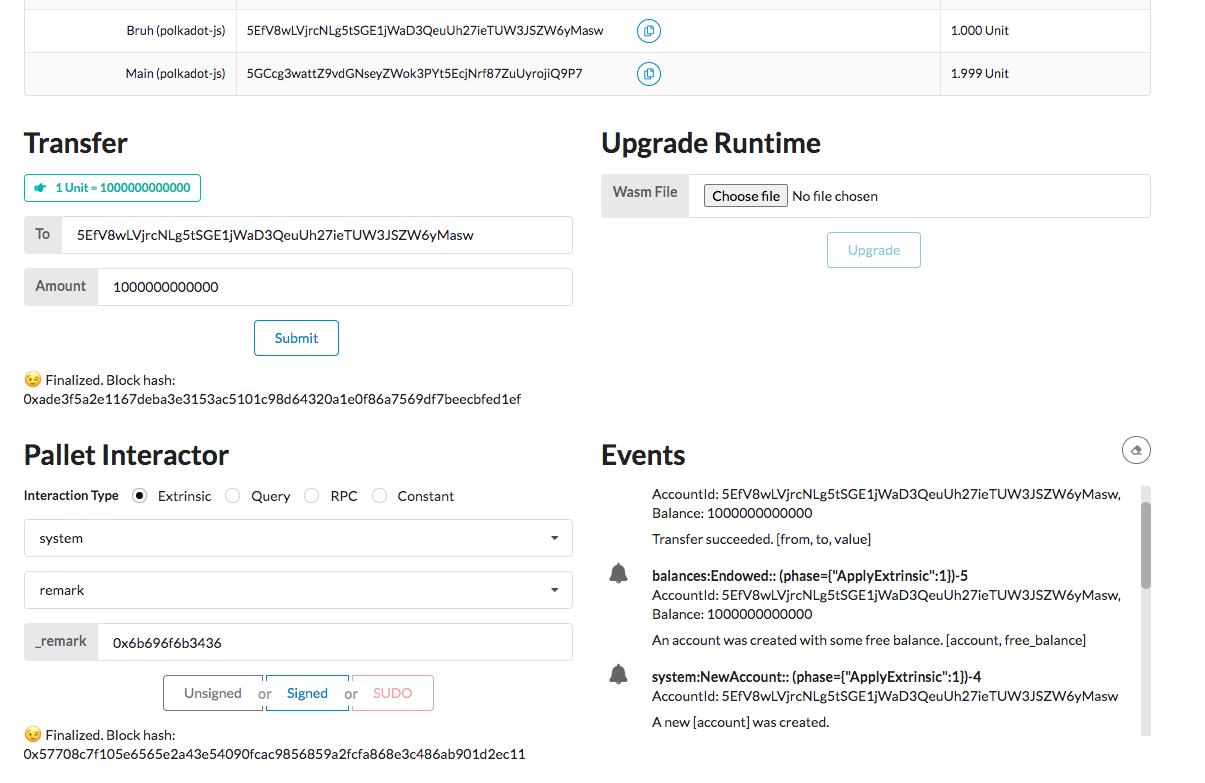 Bruh (polkadot-js) 5EfV8wLVjrcNLg5tSGE1jWaD3QeuUh27ieTUW3JSZW6yMasw 1.000 Unit
Main (polkadot-js) 5GCcg3wattZ9vdGNseyZWok3PYt5EcjNrf87ZuUyrojiQ9P7 1.999 Unit
Transfer
1 Unit = 1000000000000
To 5EfV8wLVjrcNLg5tSGE1jWaD3QeuUh27ieTUW3JSZW6yMasw
Amount 1000000000000
Submit
😉 Finalized. Block hash:
0xade3f5a2e1167deba3e3153ac5101c98d64320a1e0f86a7569df7beecbfed1ef
Upgrade Runtime
Wasm File Choose file No file chosen
Upgrade
Pallet Interactor
Interaction Type Extrinsic Query RPC Constant
system
remark
_remark 0x6b696f6b3436
Unsigned or Signed or SUDO
😉 Finalized. Block hash:
0x57708c7f105e6565e2a43e54090fcac9856859a2fcfa868e3c486ab901d2ec11
Events
AccountId: 5EfV8wLVjrcNLg5tSGE1jWaD3QeuUh27ieTUW3JSZW6yMasw,
Balance: 1000000000000
Transfer succeeded. [from, to, value]
balances:Endowed:: (phase={"ApplyExtrinsic":1})-5
AccountId: 5EfV8wLVjrcNLg5tSGE1jWaD3QeuUh27ieTUW3JSZW6yMasw,
Balance: 1000000000000
An account was created with some free balance. [account, free_balance]
system:NewAccount:: (phase={"ApplyExtrinsic":1})-4
AccountId: 5EfV8wLVjrcNLg5tSGE1jWaD3QeuUh27ieTUW3JSZW6yMasw
A new [account] was created.